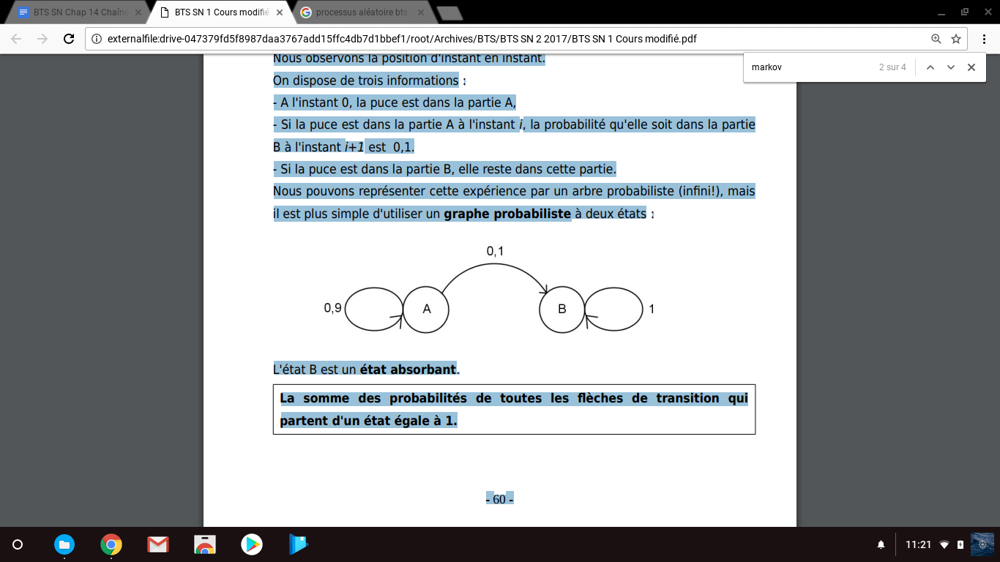 BTS SN Chap 14 Chaîne
BTS SN 1 Cours modifié
processus aléatoire bts
externalfile:drive-047379fd5f8987daa3767add15ffc4db7d1bbef1/root/Archives/BTS/BTS SN 2 2017/BTS SN 1 Cours modifié.pdf
markov
2 sur 4
Nous observons la position d'instant en instant.
On dispose de trois informations :
- A l'instant 0, la puce est dans la partie A,
- Si la puce est dans la partie A à l'instant i, la probabilité qu'elle soit dans la partie
B à l'instant i+1 est 0,1.
- Si la puce est dans la partie B, elle reste dans cette partie.
Nous pouvons représenter cette expérience par un arbre probabiliste (infini!), mais
il est plus simple d'utiliser un graphe probabiliste à deux états :
0,1
0,9
A
B
1
L'état B est un état absorbant.
La somme des probabilités de toutes les flèches de transition qui
partent d'un état égale à 1.
- 60 -
11:21